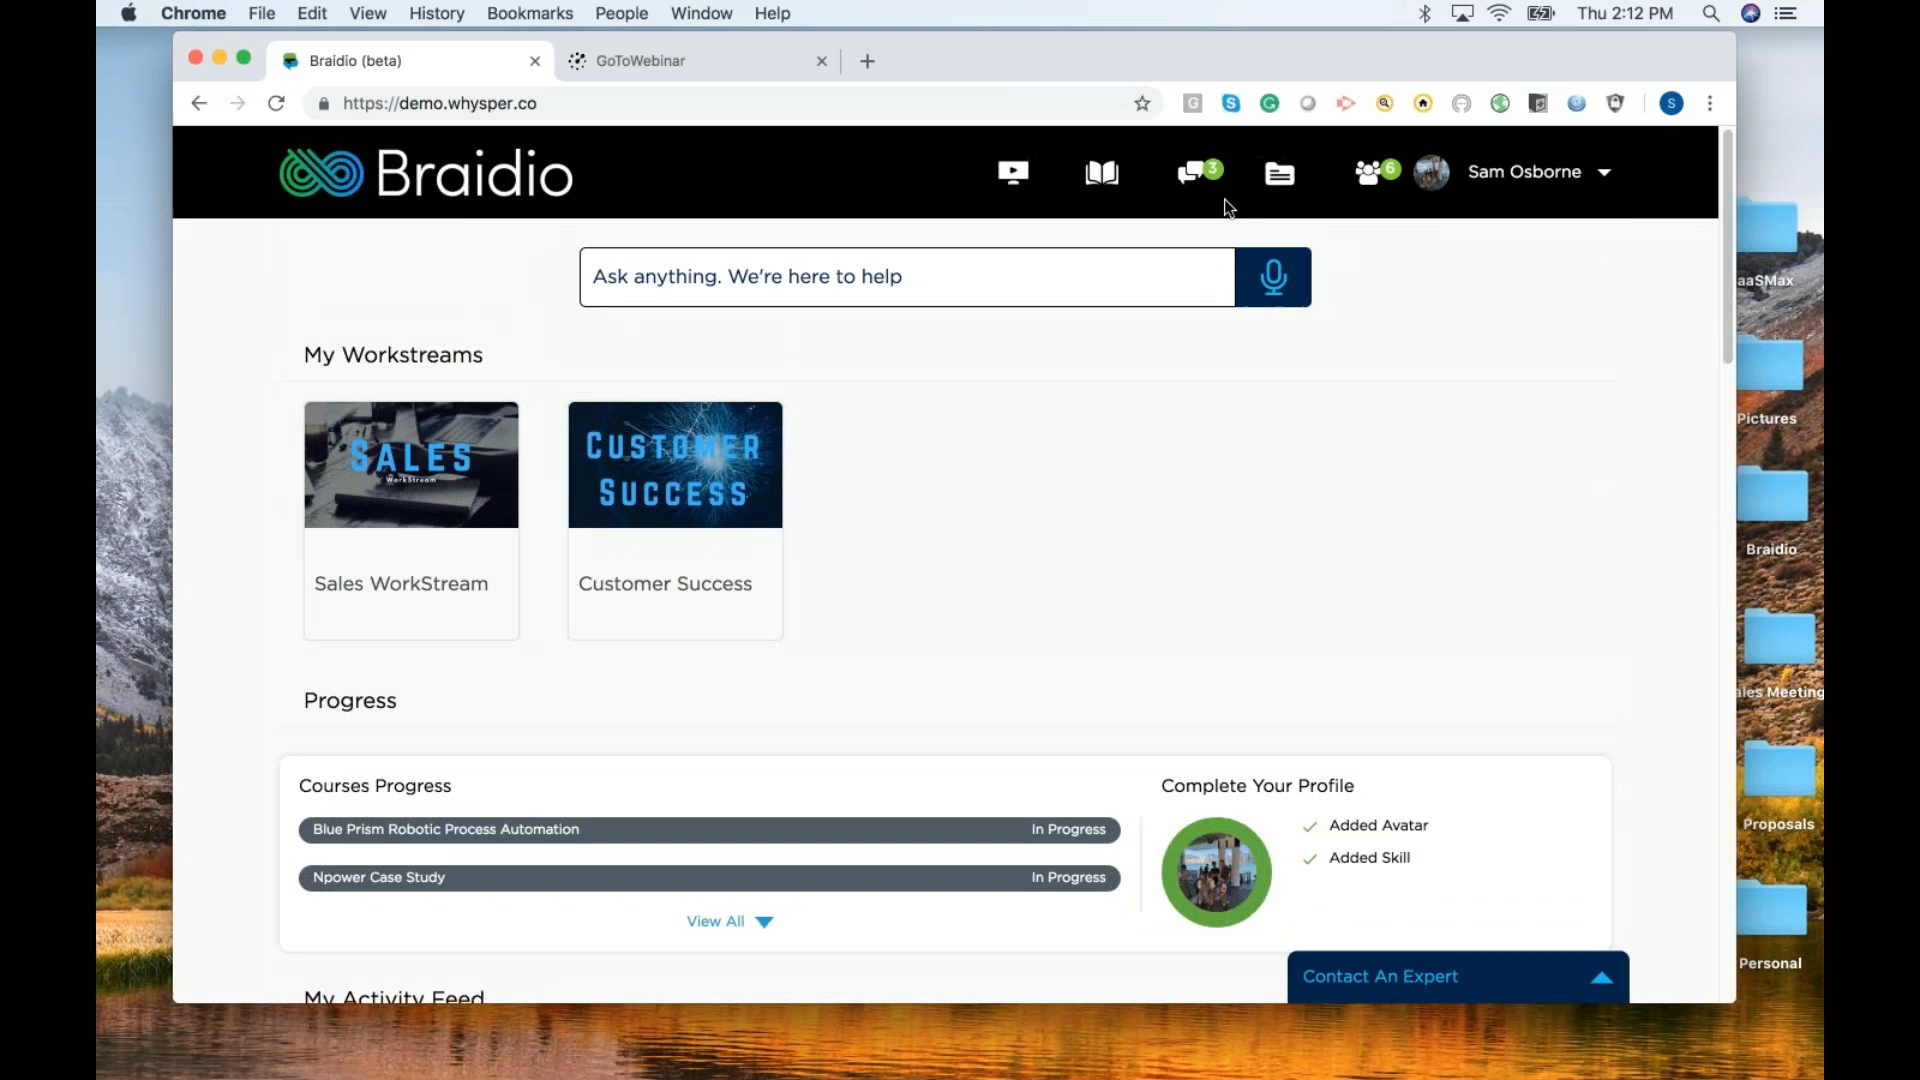 Chrome File Edit View History Bookmarks People Window Help Thu 2:12 PM
Braidio (beta) GoToWebinar
https://demo.whysper.co S
Braidio 3 6 Sam Osborne
Ask anything. We're here to help
My Workstreams
SALES
WorkStream
CUSTOMER
SUCCESS
Sales WorkStream Customer Success
Progress
Courses Progress Complete Your Profile
Blue Prism Robotic Process Automation In Progress
Added Avatar
Added Skill
Npower Case Study In Progress
View All
Contact An Expert
My Activity Feed
aaSMax
Pictures
Braidio
ales Meeting
Proposals
Personal